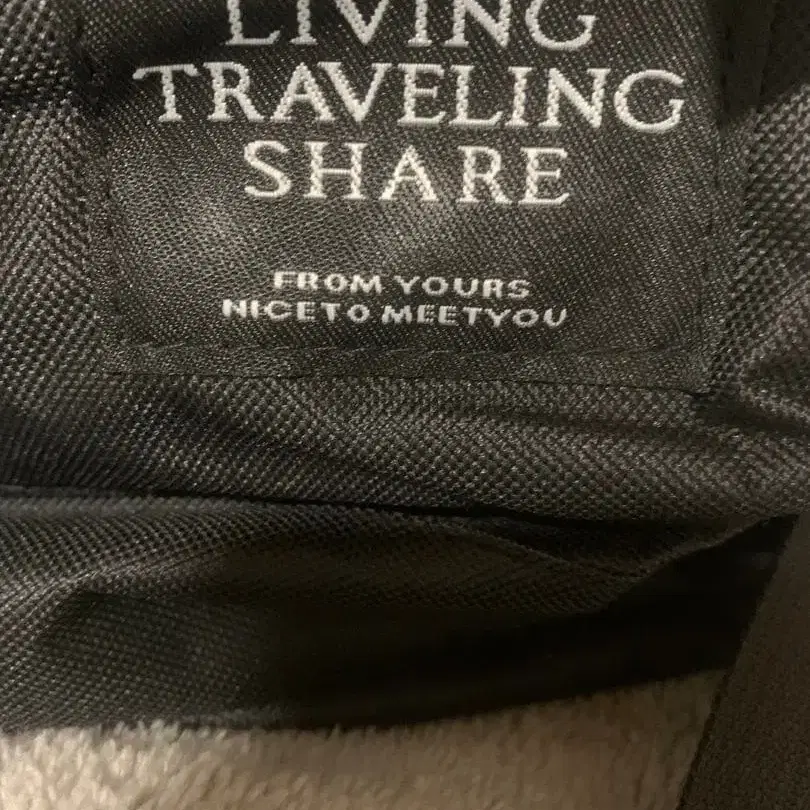 LIVING
TRAVELING
SHARE
FROM YOURS
NICETO MEETYOU